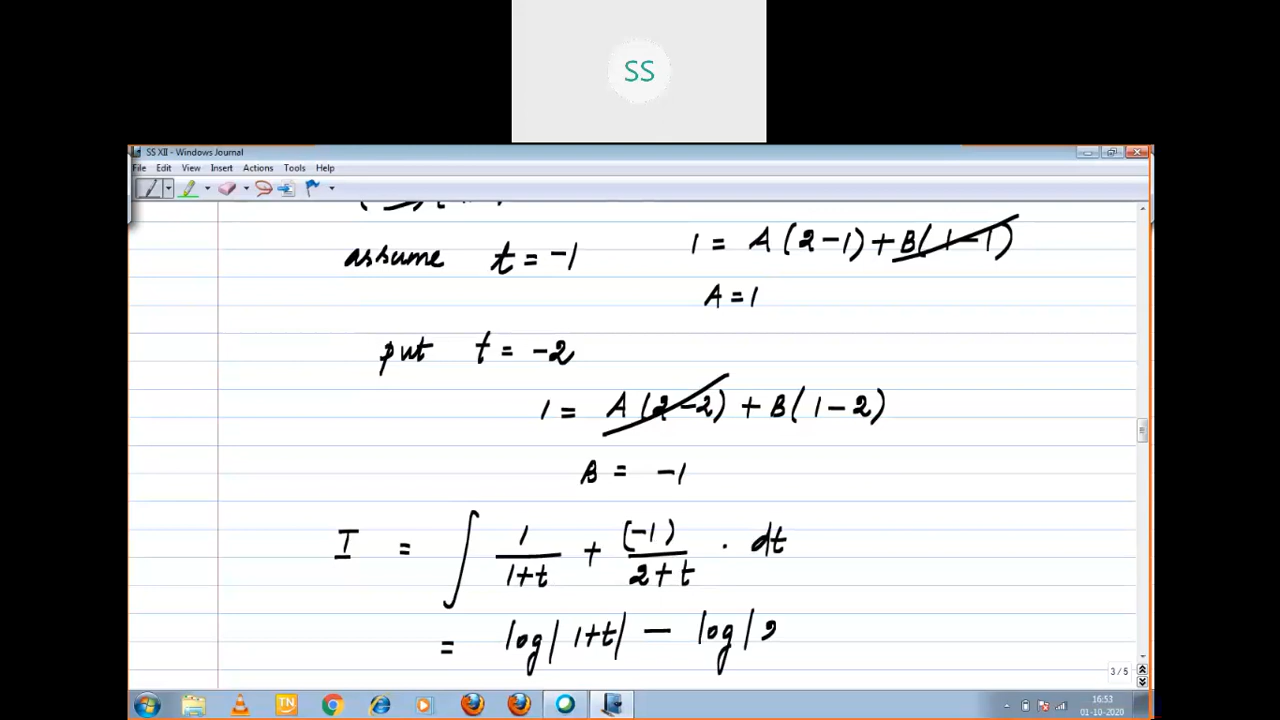 SS
SS XII - Windows Journal
File Edit View Insert Actions Tools Help
assume t = -1 1 = A(2-1)+B(1-1)
A = 1
put t = -2
1 = A(2-2) + B(1-2)
B = -1
I = ∫ 1/(1+t) + (-1)/(2+t) . dt
= log|1+t| - log|2
3/5
TN
16:53
01-10-2020